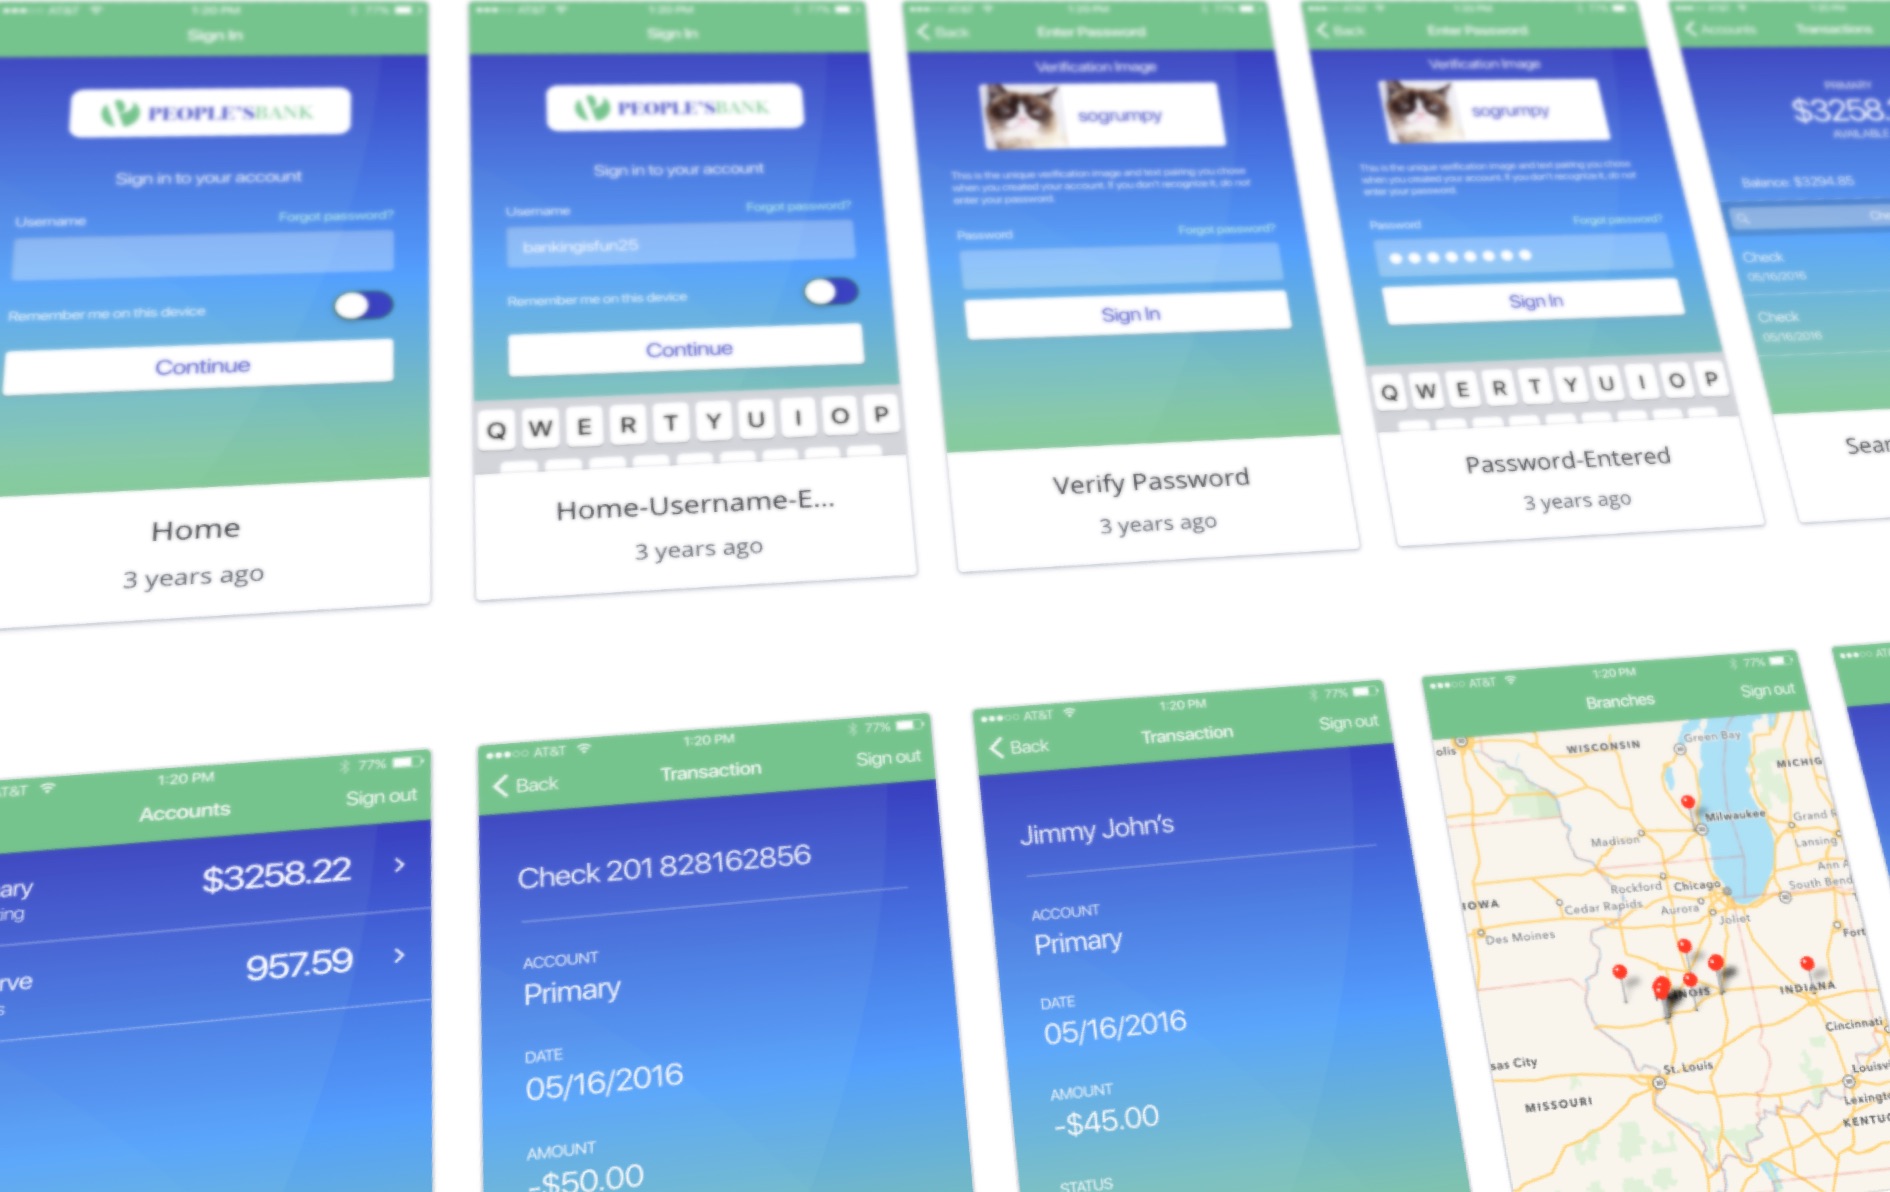 AT&T
1:20 PM
77%
Sign In
PEOPLE'SBANK
Sign in to your account
Username
Forgot password?
Remember me on this device
Continue
Home
3 years ago
AT&T
1:20 PM
77%
Sign In
PEOPLE'SBANK
Sign in to your account
Username
Forgot password?
bankingisfun25
Remember me on this device
Continue
Q W E R T Y U I O P
Home-Username-E...
3 years ago
AT&T
1:20 PM
77%
Back
Enter Password
Verification Image
sogrumpy
This is the unique verification image and text pairing you chose
when you created your account. If you don't recognize it, do not
enter your password.
Password
Forgot password?
Sign In
Verify Password
3 years ago
AT&T
1:20 PM
77%
Back
Enter Password
Verification Image
sogrumpy
This is the unique verification image and text pairing you chose
when you created your account. If you don't recognize it, do not
enter your password.
Password
Forgot password?
Sign In
Q W E R T Y U I O P
Password-Entered
3 years ago
Accounts
Transactions
PRIMARY
$3258.
AVAILABLE
Balance: $3294.85
Check
05/16/2016
Check
05/16/2016
Sear
T&T
1:20 PM
77%
Accounts
Sign out
ary
ing
$3258.22
rve
s
957.59
AT&T
1:20 PM
77%
Back
Transaction
Sign out
Check 201 828162856
ACCOUNT
Primary
DATE
05/16/2016
AMOUNT
-$50.00
AT&T
1:20 PM
77%
Back
Transaction
Sign out
Jimmy John's
ACCOUNT
Primary
DATE
05/16/2016
AMOUNT
-$45.00
STATUS
AT&T
1:20 PM
77%
Branches
Sign out
olis
WISCONSIN
Green Bay
MICHIG
Milwaukee
Grand R
Madison
Lansing
Ann A
Rockford
Chicago
South Bend
IOWA
Cedar Rapids
Aurora
Joliet
Des Moines
Fort
INOIS
INDIANA
Cincinnati
sas City
St. Louis
Louisvi
MISSOURI
Lexingt
KENTUC
AT